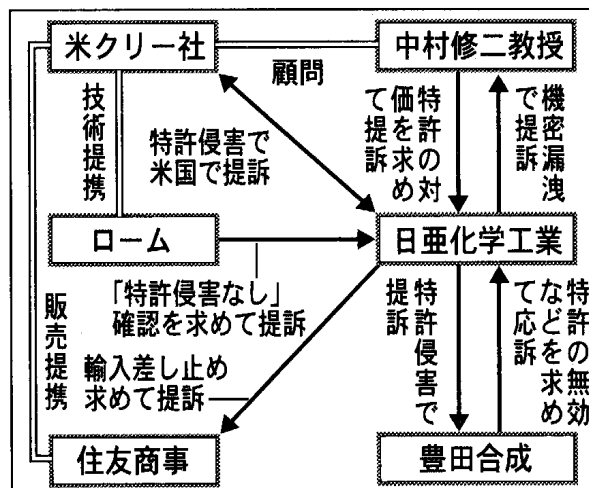 米クリー社
中村修二教授
顧問
技術提携
特許侵害で
米国で提訴
特許の対
価を求め
て提訴
機密漏洩
で提訴
ローム
日亜化学工業
「特許侵害なし」
確認を求めて提訴
販売提携
輸入差し止め
求めて提訴
特許侵害で
提訴
特許の無効
などを求め
て応訴
住友商事
豊田合成